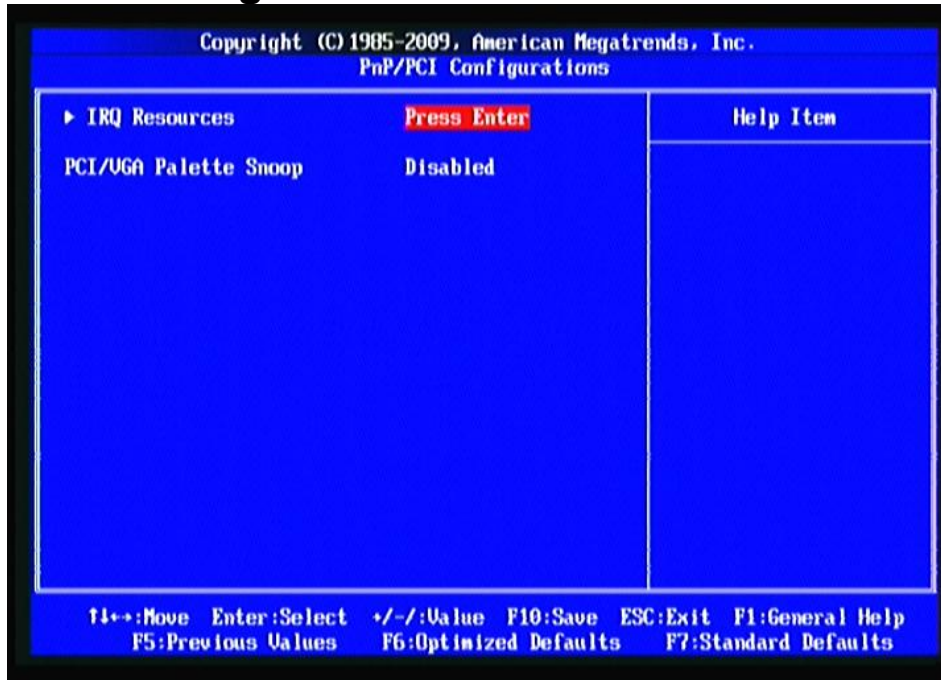 Copyright (C)1985-2009, American Megatrends, Inc.
PnP/PCI Configurations
▶ IRQ Resources Press Enter Help Item
PCI/VGA Palette Snoop Disabled
↑↓←→:Move Enter:Select +/-/:Value F10:Save ESC:Exit F1:General Help
F5:Previous Values F6:Optimized Defaults F7:Standard Defaults